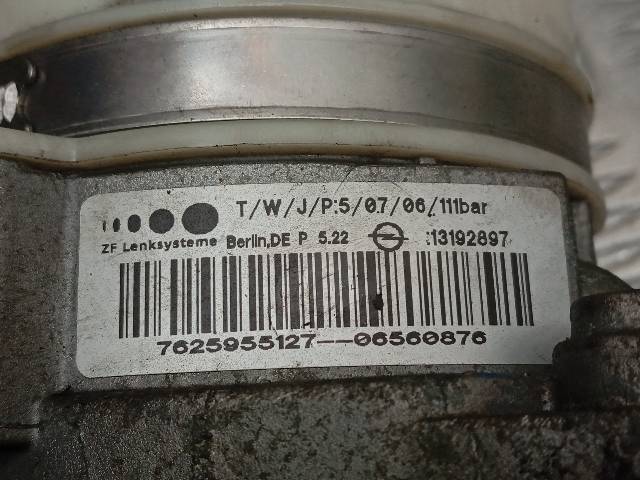 T/W/J/P:5/07/06/111bar
ZF Lenksysteme Berlin,DE P 5.22 :13192897
7625955127--06560876